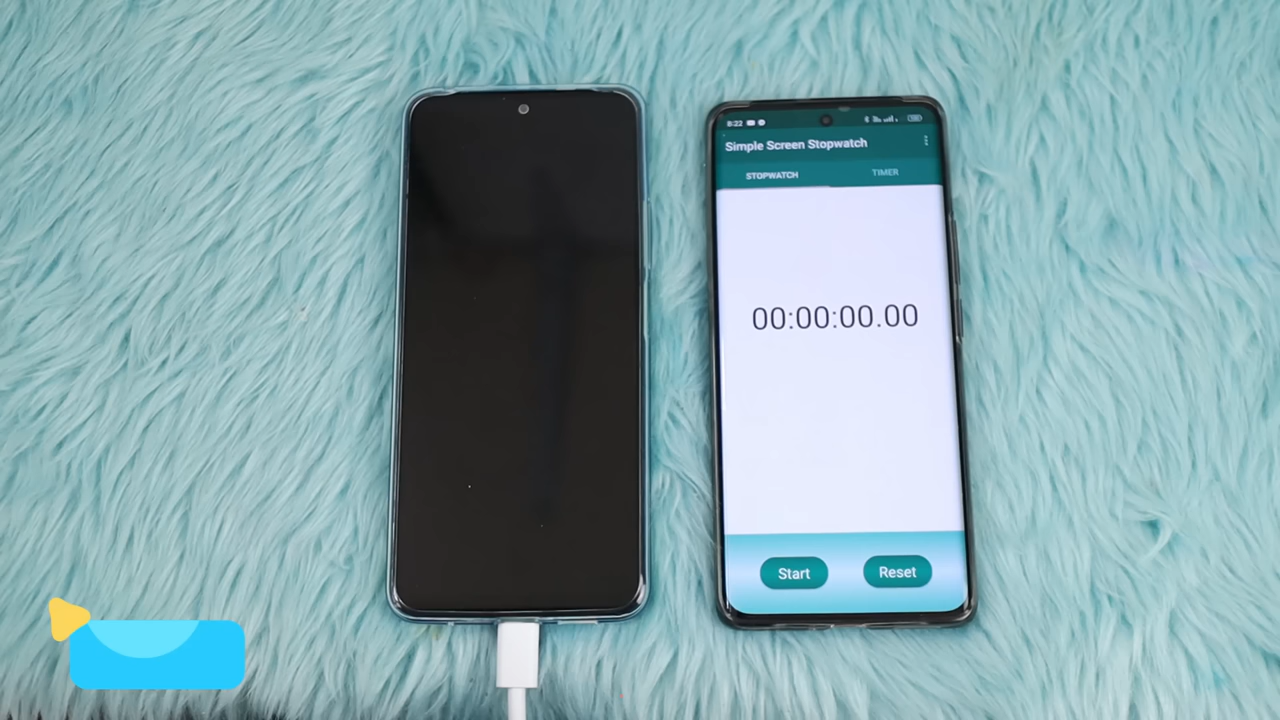 8:22
Simple Screen Stopwatch
STOPWATCH TIMER
00:00:00.00
Start Reset